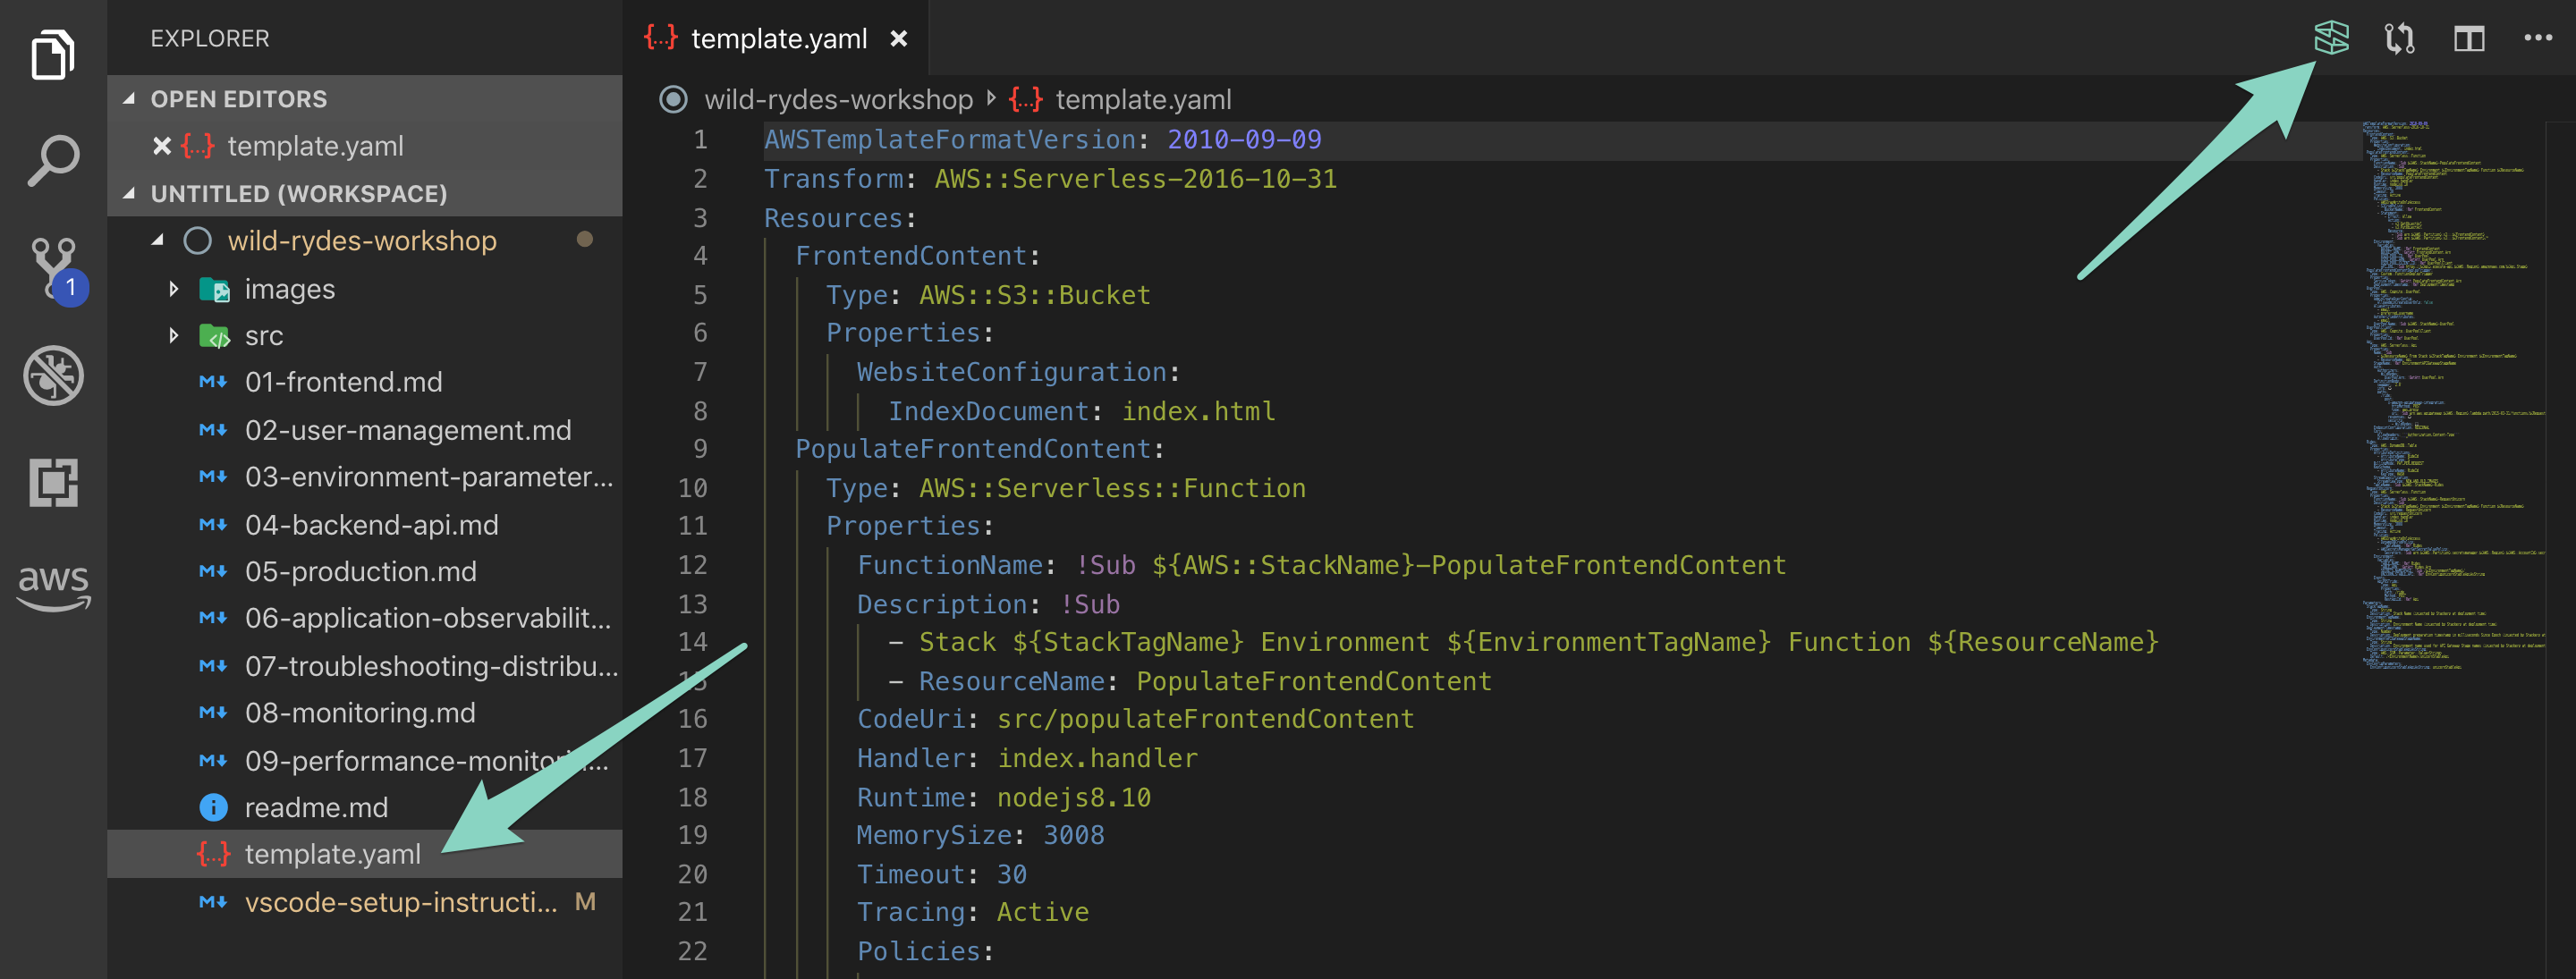 EXPLORER
OPEN EDITORS
template.yaml
UNTITLED (WORKSPACE)
wild-rydes-workshop
images
src
01-frontend.md
02-user-management.md
03-environment-parameter...
04-backend-api.md
05-production.md
06-application-observabilit...
07-troubleshooting-distribu...
08-monitoring.md
09-performance-monitori...
readme.md
template.yaml
vscode-setup-instructi... M
1
aws
template.yaml
wild-rydes-workshop template.yaml
1 AWSTemplateFormatVersion: 2010-09-09
2 Transform: AWS::Serverless-2016-10-31
3 Resources:
4 FrontendContent:
5 Type: AWS::S3::Bucket
6 Properties:
7 WebsiteConfiguration:
8 IndexDocument: index.html
9 PopulateFrontendContent:
10 Type: AWS::Serverless::Function
11 Properties:
12 FunctionName: !Sub ${AWS::StackName}-PopulateFrontendContent
13 Description: !Sub
14 - Stack ${StackTagName} Environment ${EnvironmentTagName} Function ${ResourceName}
15 - ResourceName: PopulateFrontendContent
16 CodeUri: src/populateFrontendContent
17 Handler: index.handler
18 Runtime: nodejs8.10
19 MemorySize: 3008
20 Timeout: 30
21 Tracing: Active
22 Policies: